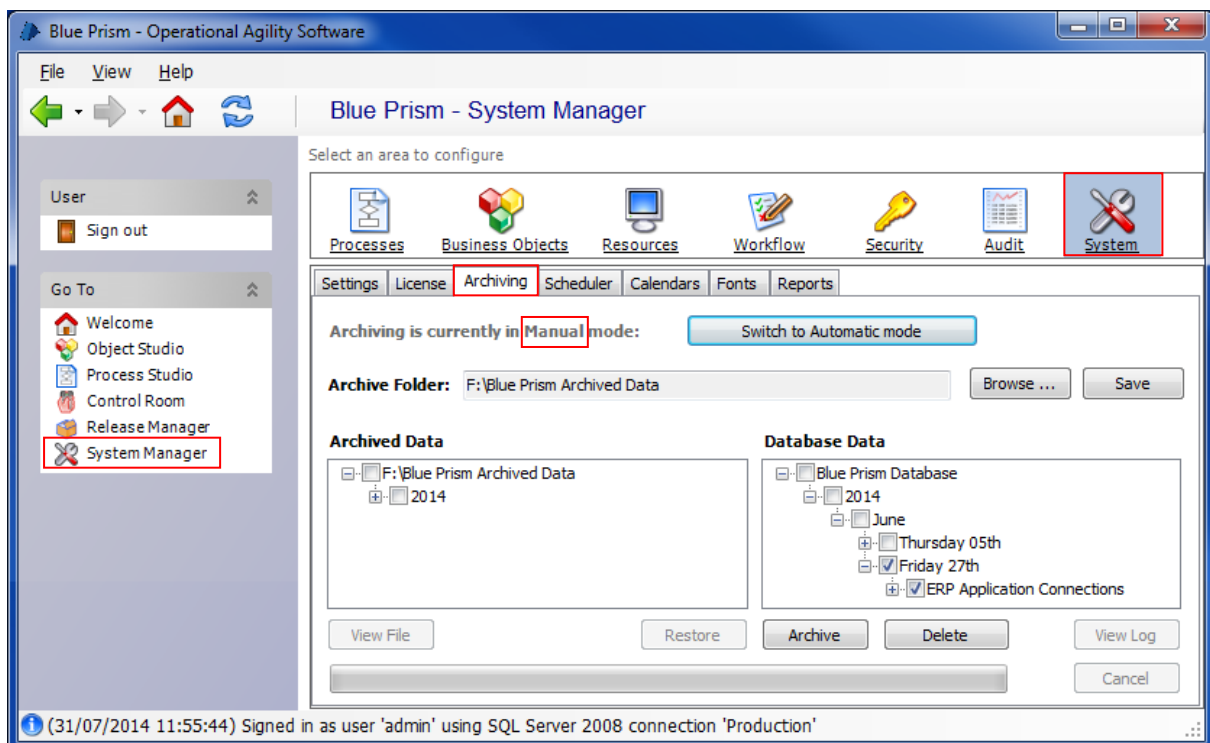 Blue Prism - Operational Agility Software
File View Help
Blue Prism - System Manager
Select an area to configure
User
Sign out
Processes Business Objects Resources Workflow Security Audit System
Go To
Welcome
Object Studio
Process Studio
Control Room
Release Manager
System Manager
Settings License Archiving Scheduler Calendars Fonts Reports
Archiving is currently in Manual mode: Switch to Automatic mode
Archive Folder: F:\Blue Prism Archived Data Browse ... Save
Archived Data
F:\Blue Prism Archived Data
2014
Database Data
Blue Prism Database
2014
June
Thursday 05th
Friday 27th
ERP Application Connections
View File Restore Archive Delete View Log
Cancel
(31/07/2014 11:55:44) Signed in as user 'admin' using SQL Server 2008 connection 'Production'